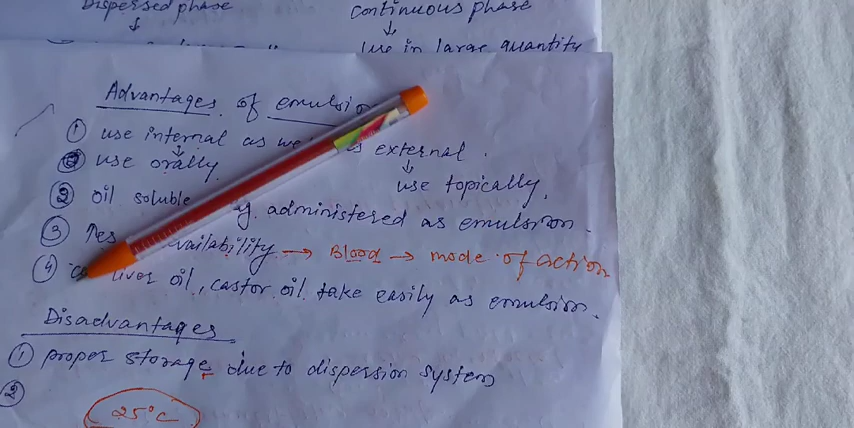 Dispersed phase continuous phase
↓ ↓
use in large quantity
Advantages of emulsion
① use internal as external.
↓ ↓
use orally use topically.
② oil soluble administered as emulsion.
③ → Blood → mode of action
④ liver oil, castor oil take easily as emulsion.
Disadvantages
① proper storage due to dispersion system
②
25°C